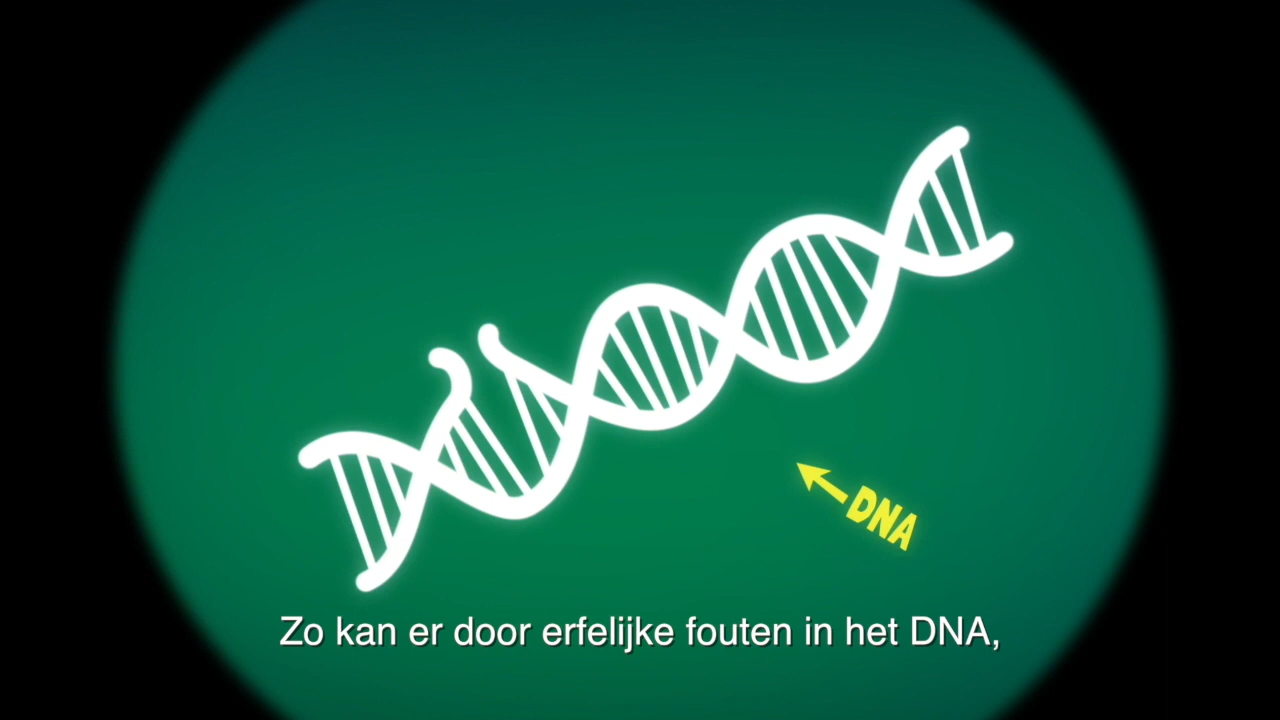 DNA
Zo kan er door erfelijke fouten in het DNA,